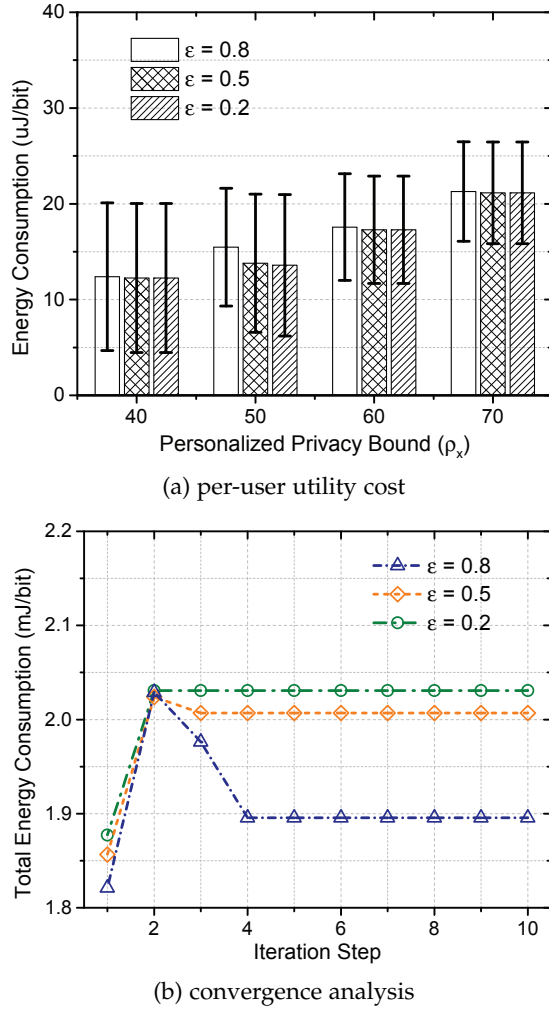 40
30
20
10
0
Energy Consumption (uJ/bit)
ε = 0.8
ε = 0.5
ε = 0.2
40 50 60 70
Personalized Privacy Bound (ρx)
(a) per-user utility cost
2.2
2.1
2.0
1.9
1.8
Total Energy Consumption (mJ/bit)
ε = 0.8
ε = 0.5
ε = 0.2
2 4 6 8 10
Iteration Step
(b) convergence analysis